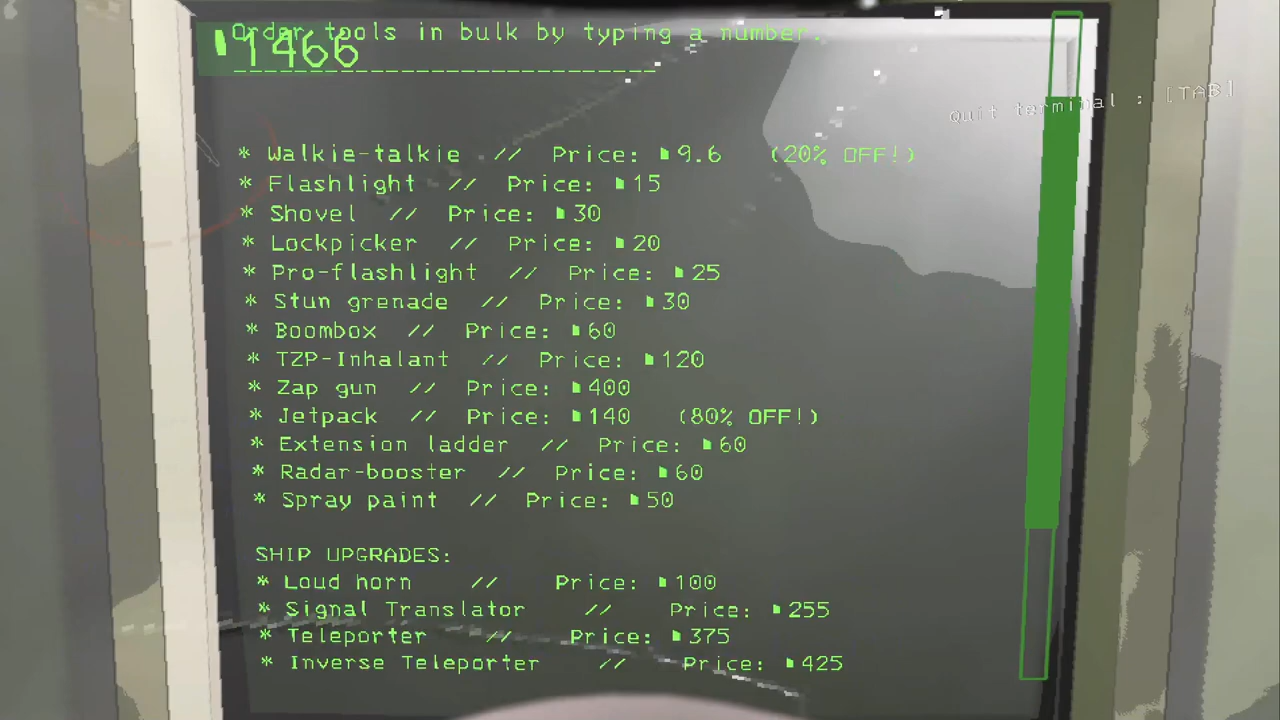 Order tools in bulk by typing a number.
▮1466
----------------------------
Quit terminal : [TAB]
* Walkie-talkie // Price: ▮9.6 (20% OFF!)
* Flashlight // Price: ▮15
* Shovel // Price: ▮30
* Lockpicker // Price: ▮20
* Pro-flashlight // Price: ▮25
* Stun grenade // Price: ▮30
* Boombox // Price: ▮60
* TZP-Inhalant // Price: ▮120
* Zap gun // Price: ▮400
* Jetpack // Price: ▮140 (80% OFF!)
* Extension ladder // Price: ▮60
* Radar-booster // Price: ▮60
* Spray paint // Price: ▮50
SHIP UPGRADES:
* Loud horn // Price: ▮100
* Signal Translator // Price: ▮255
* Teleporter // Price: ▮375
* Inverse Teleporter // Price: ▮425